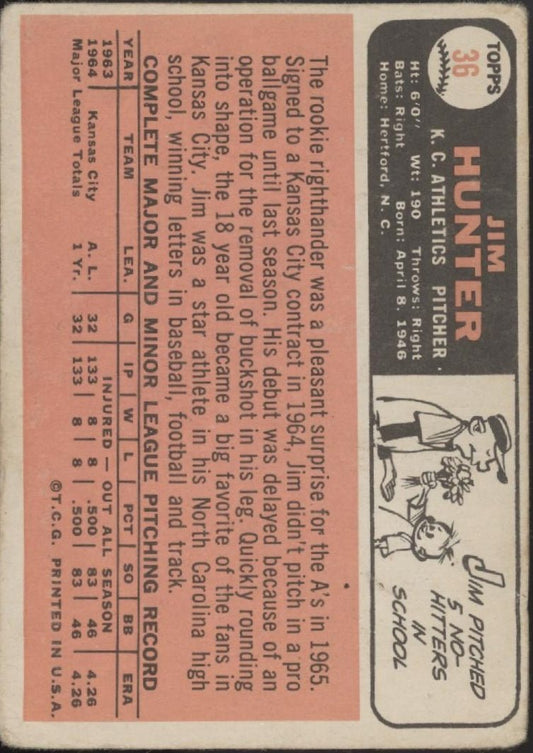 TOPPS
36
JIM
HUNTER
K. C. ATHLETICS PITCHER
Ht: 6'0" Wt: 190 Throws: Right
Bats: Right Born: April 8, 1946
Home: Hertford, N. C.
JIM PITCHED
5 NO-
HITTERS
IN
SCHOOL
The rookie righthander was a pleasant surprise for the A's in 1965.
Signed to a Kansas City contract in 1964, Jim didn't pitch in a pro
ballgame until last season. His debut was delayed because of an
operation for the removal of buckshot in his leg. Quickly rounding
into shape, the 18 year old became a big favorite of the fans in
Kansas City. Jim was a star athlete in his North Carolina high
school, winning letters in baseball, football and track.
COMPLETE MAJOR AND MINOR LEAGUE PITCHING RECORD
YEAR TEAM LEA. G IP W L PCT SO BB ERA
1963 INJURED — OUT ALL SEASON
1964 Kansas City A. L. 32 133 8 8 .500 83 46 4.26
Major League Totals 1 Yr. 32 133 8 8 .500 83 46 4.26
©T.C.G. PRINTED IN U.S.A.